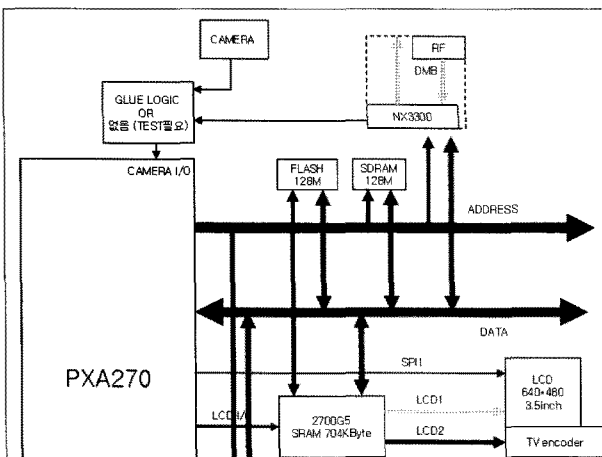 CAMERA
RF
DMB
GLUE LOGIC
OR
없음 (TEST필요)
NX3300
CAMERA I/O
FLASH
128M
SDRAM
128M
ADDRESS
DATA
PXA270
SPI1
LCD
640*480
3.5inch
LCD I/
2700G5
SRAM 704KByte
LCD1
LCD2
TV encoder